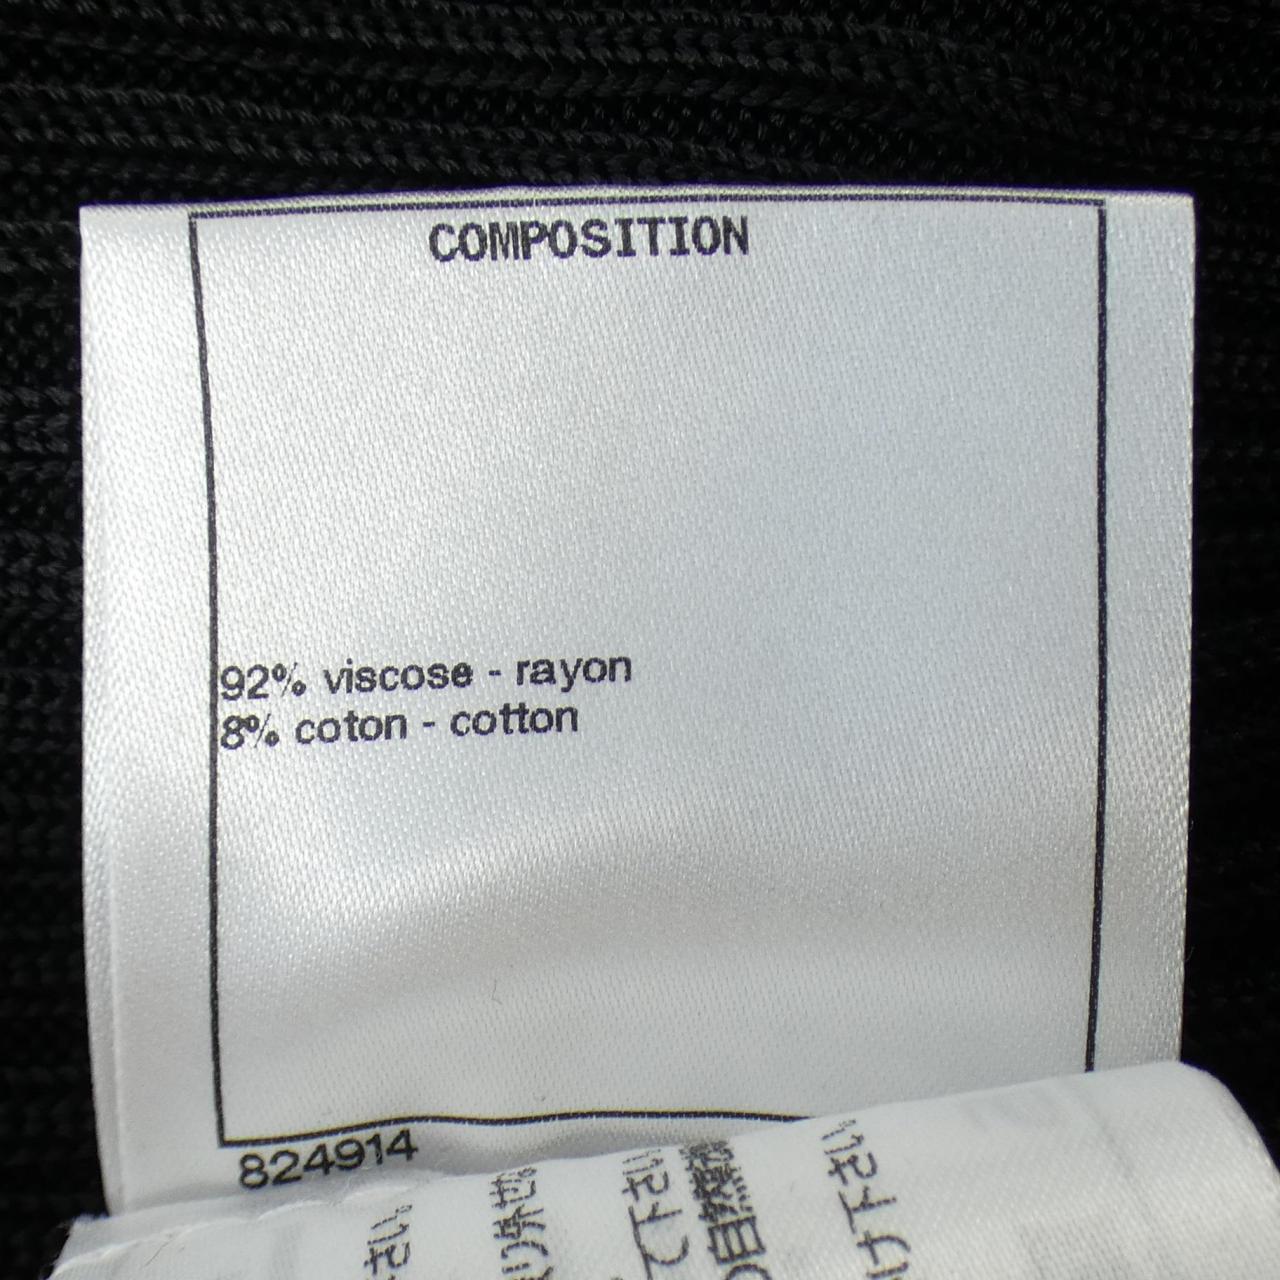 COMPOSITION
92% viscose - rayon
8% coton - cotton
824914